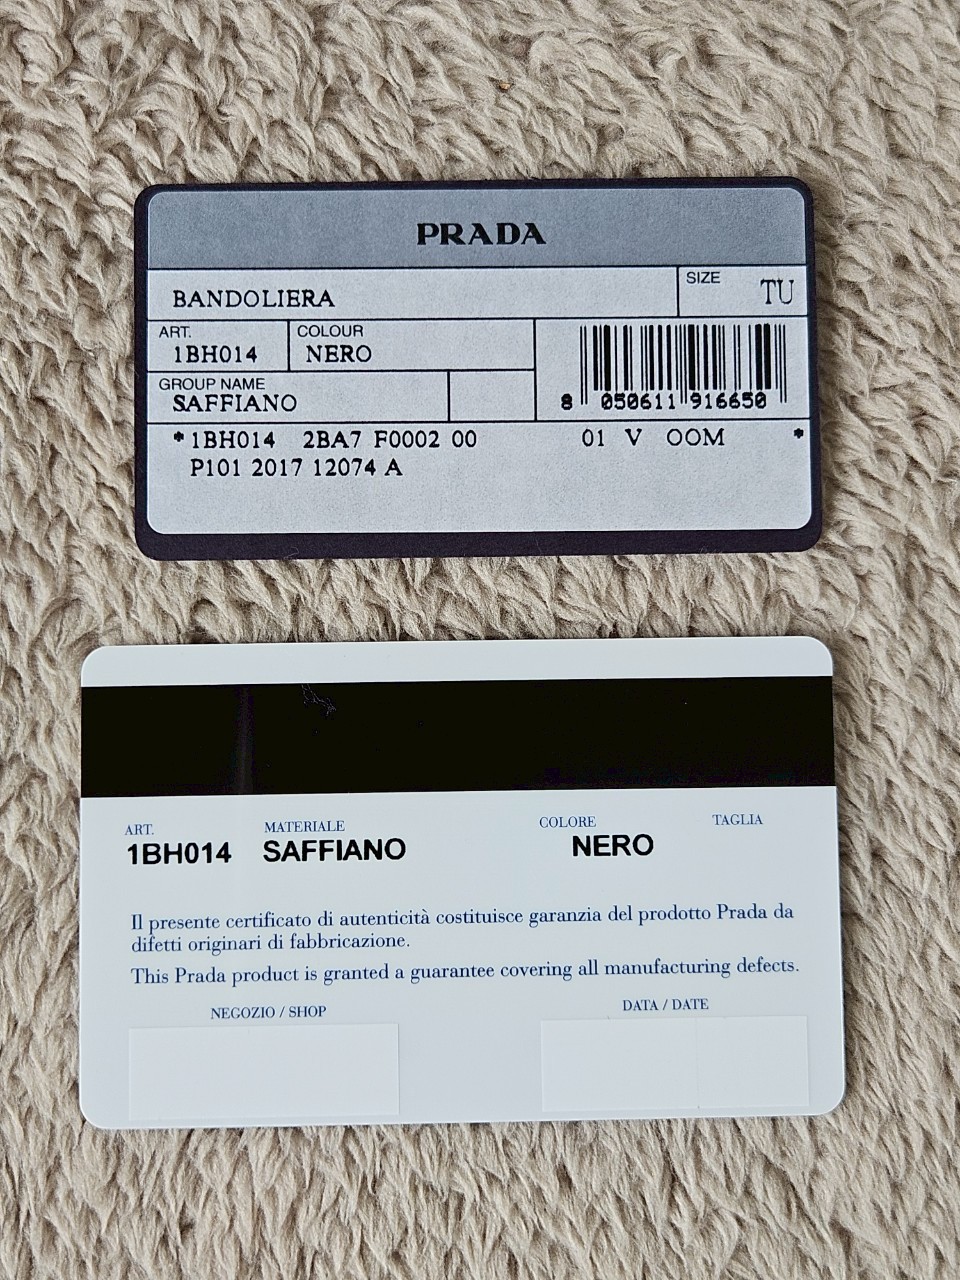 PRADA
BANDOLIERA
SIZE TU
ART.
1BH014
COLOUR
NERO
GROUP NAME
SAFFIANO
8 050611 916650
*1BH014 2BA7 F0002 00 01 V OOM *
P101 2017 12074 A
ART. MATERIALE COLORE TAGLIA
1BH014 SAFFIANO NERO
Il presente certificato di autenticità costituisce garanzia del prodotto Prada da
difetti originari di fabbricazione.
This Prada product is granted a guarantee covering all manufacturing defects.
NEGOZIO / SHOP DATA / DATE